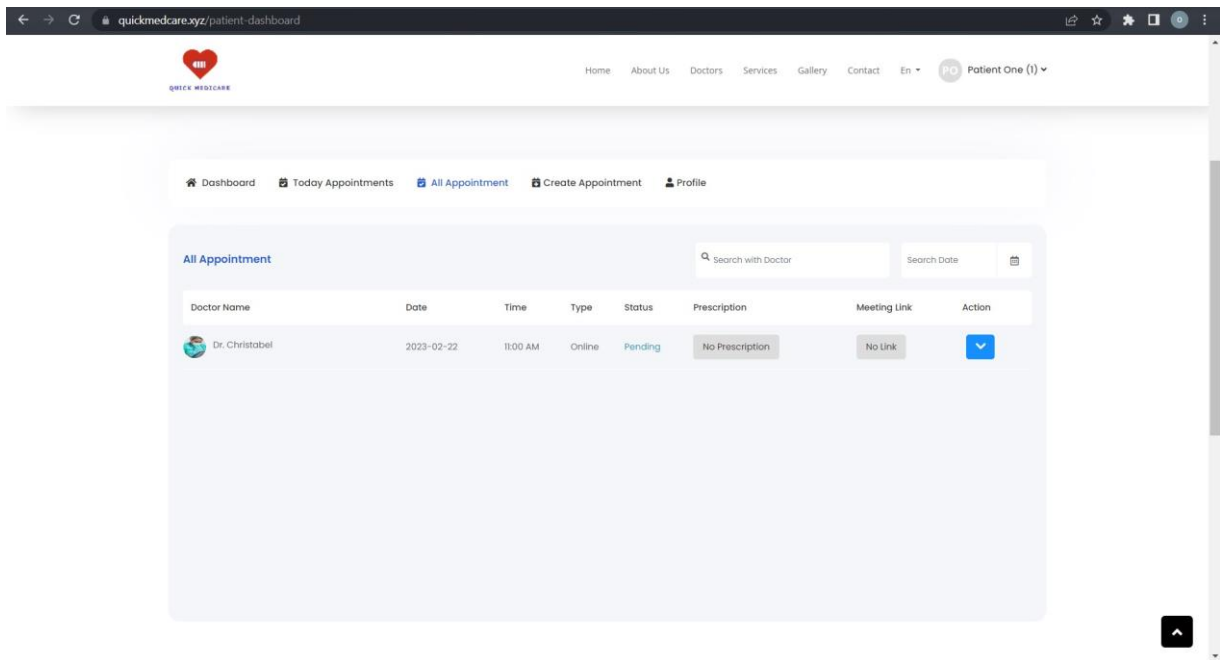 quickmedcare.xyz/patient-dashboard
QUICK MEDICARE
Home About Us Doctors Services Gallery Contact En PO Patient One (1)
Dashboard Today Appointments All Appointment Create Appointment Profile
All Appointment Search with Doctor Search Date
Doctor Name Date Time Type Status Prescription Meeting Link Action
Dr. Christabel 2023-02-22 11:00 AM Online Pending No Prescription No Link